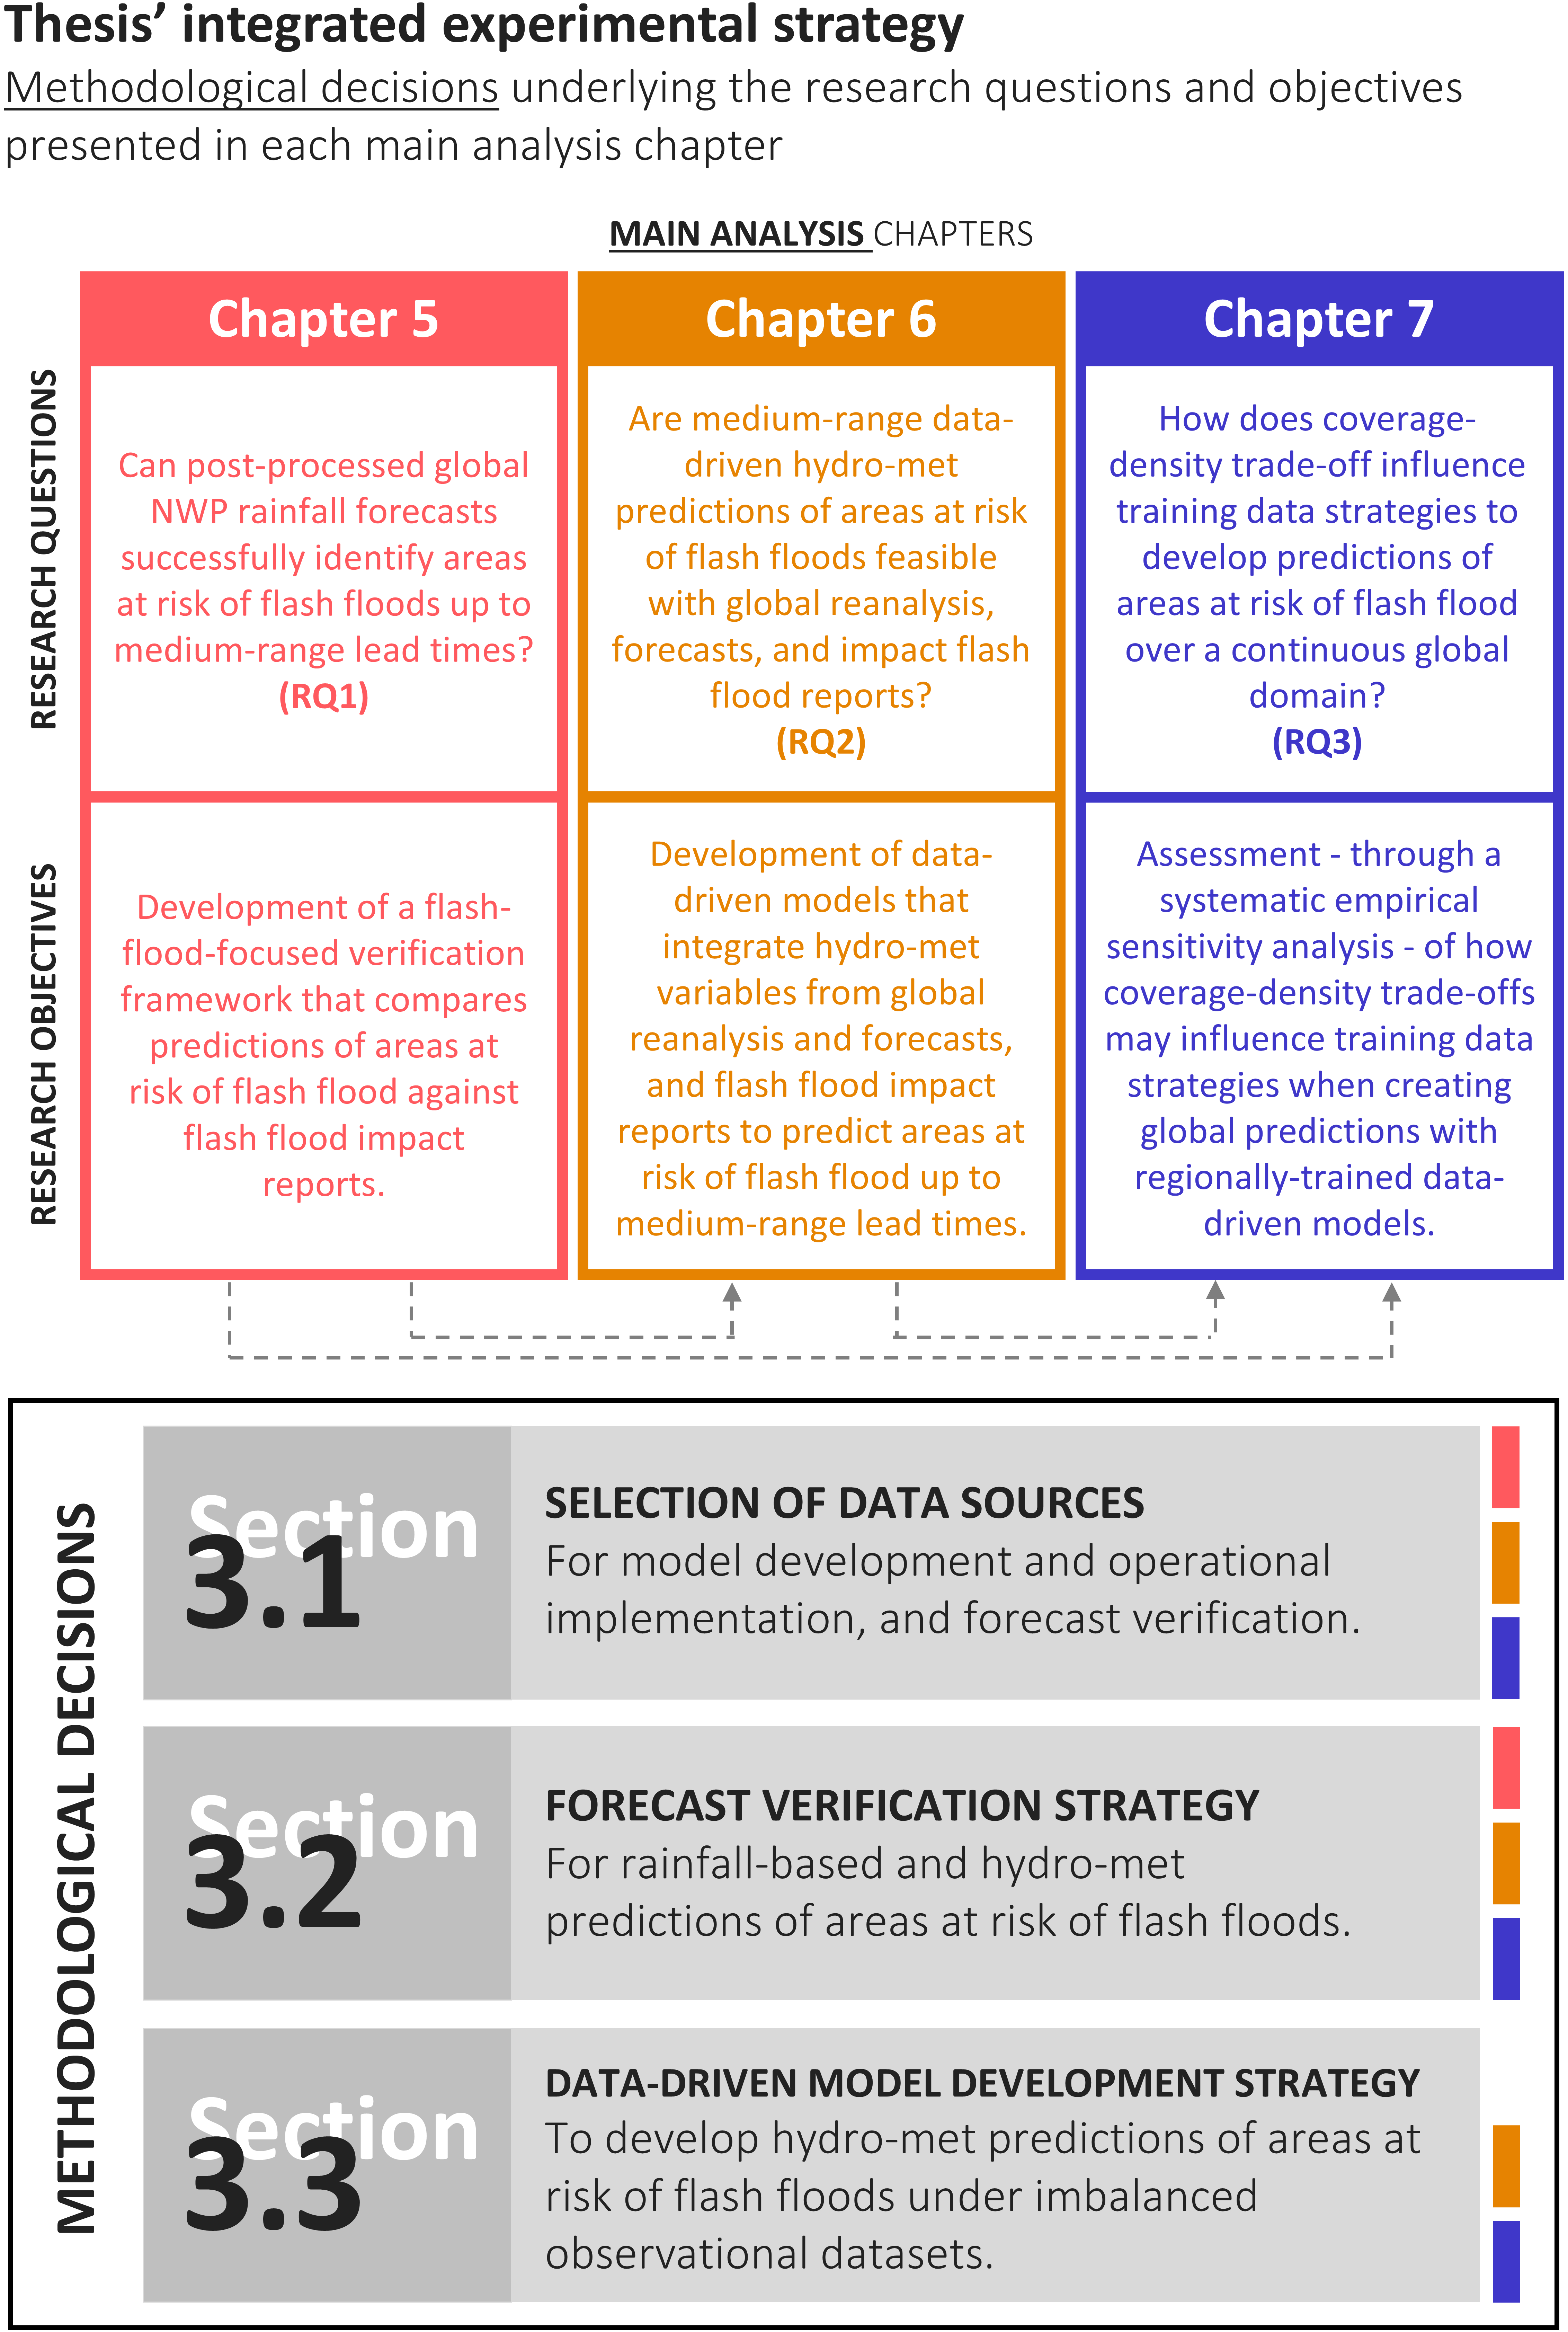 Thesis’ integrated experimental strategy
Methodological decisions underlying the research questions and objectives
presented in each main analysis chapter
MAIN ANALYSIS CHAPTERS
RESEARCH QUESTIONS
Chapter 5
Can post-processed global
NWP rainfall forecasts
successfully identify areas
at risk of flash floods up to
medium-range lead times?
(RQ1)
Chapter 6
Are medium-range data-
driven hydro-met
predictions of areas at risk
of flash floods feasible
with global reanalysis,
forecasts, and impact flash
flood reports?
(RQ2)
Chapter 7
How does coverage-
density trade-off influence
training data strategies to
develop predictions of
areas at risk of flash flood
over a continuous global
domain?
(RQ3)
RESEARCH OBJECTIVES
Development of a flash-
flood-focused verification
framework that compares
predictions of areas at
risk of flash flood against
flash flood impact
reports.
Development of data-
driven models that
integrate hydro-met
variables from global
reanalysis and forecasts,
and flash flood impact
reports to predict areas at
risk of flash flood up to
medium-range lead times.
Assessment - through a
systematic empirical
sensitivity analysis - of how
coverage-density trade-offs
may influence training data
strategies when creating
global predictions with
regionally-trained data-
driven models.
METHODOLOGICAL DECISIONS
Section
3.1
SELECTION OF DATA SOURCES
For model development and operational
implementation, and forecast verification.
Section
3.2
FORECAST VERIFICATION STRATEGY
For rainfall-based and hydro-met
predictions of areas at risk of flash floods.
Section
3.3
DATA-DRIVEN MODEL DEVELOPMENT STRATEGY
To develop hydro-met predictions of areas at
risk of flash floods under imbalanced
observational datasets.